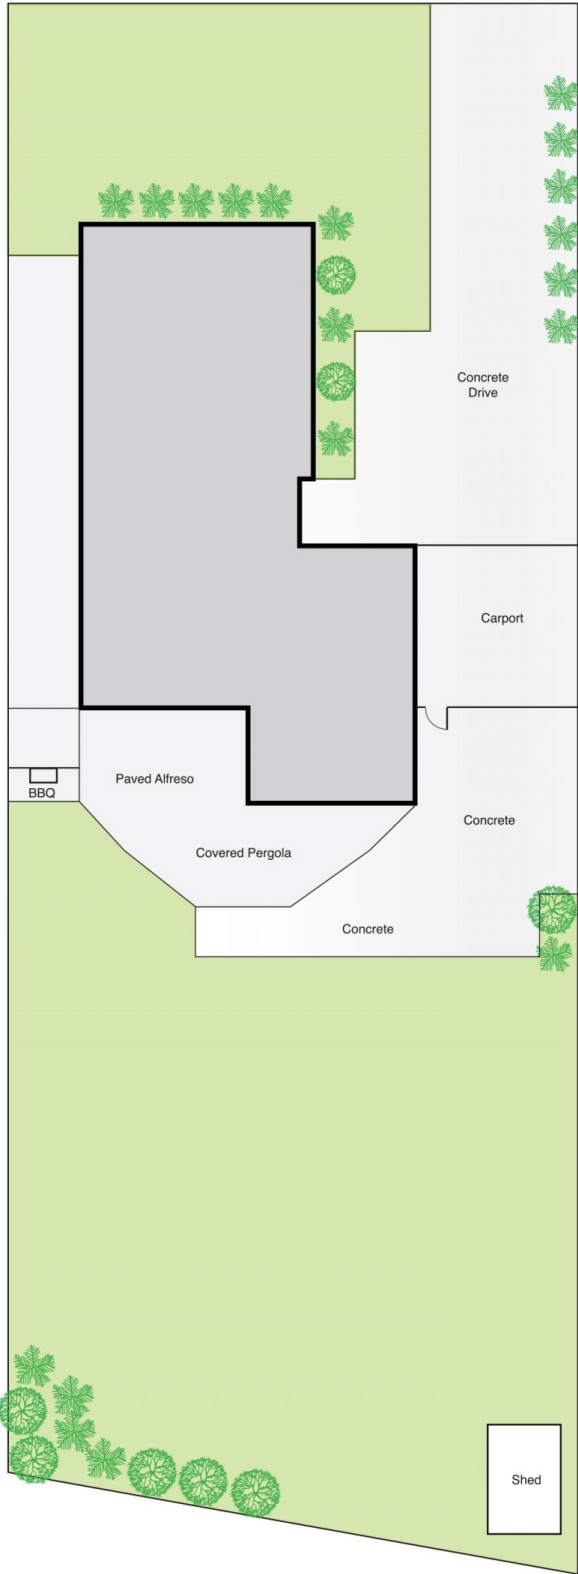 Concrete
Drive
Carport
Paved Alfreso
BBQ
Concrete
Covered Pergola
Concrete
Shed